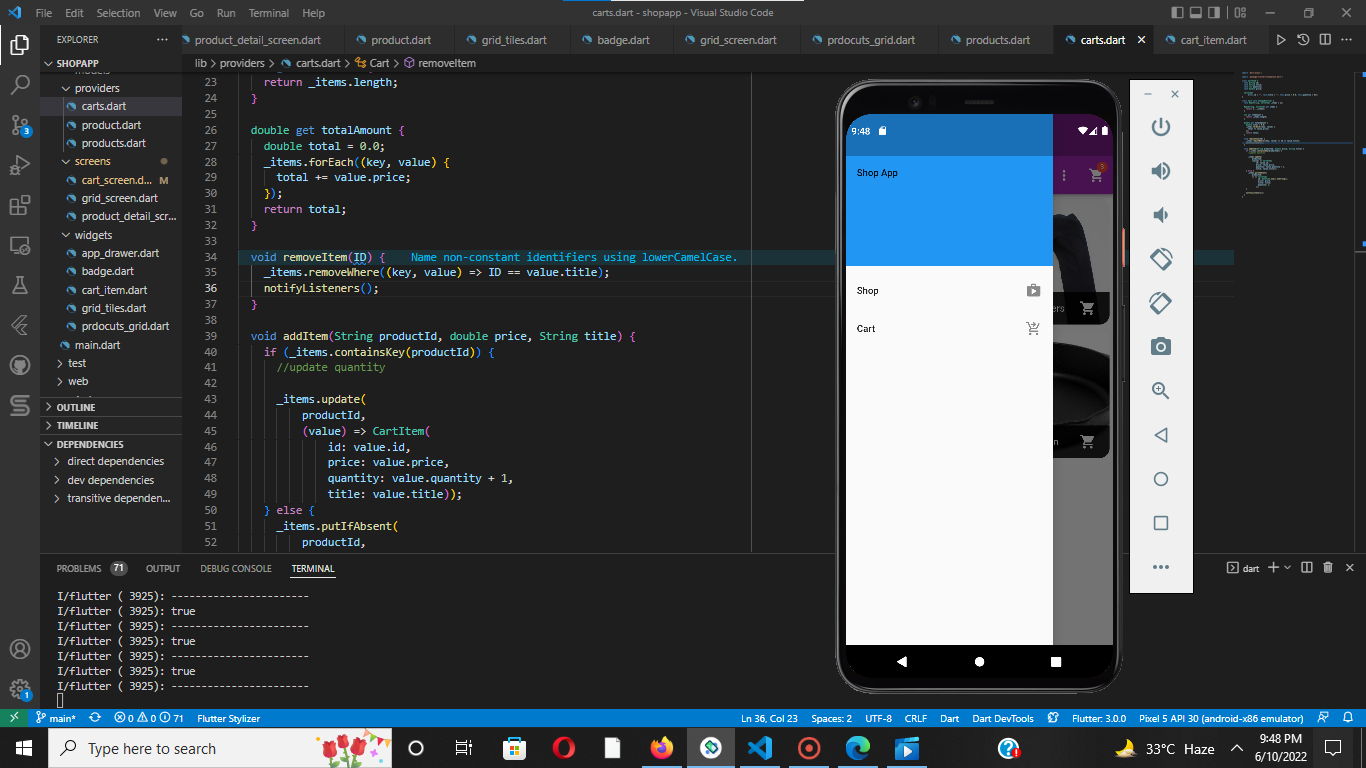 File Edit Selection View Go Run Terminal Help
carts.dart - shopapp - Visual Studio Code
EXPLORER
product_detail_screen.dart product.dart grid_tiles.dart badge.dart grid_screen.dart prdocuts_grid.dart products.dart carts.dart cart_item.dart
SHOPAPP
lib > providers > carts.dart > Cart > removeItem
models
providers
carts.dart
product.dart
products.dart
screens
cart_screen.d... M
grid_screen.dart
product_detail_scr...
widgets
app_drawer.dart
badge.dart
cart_item.dart
grid_tiles.dart
prdocuts_grid.dart
main.dart
test
web
OUTLINE
TIMELINE
DEPENDENCIES
direct dependencies
dev dependencies
transitive dependen...
3
1
23 return _items.length;
24 }
25
26 double get totalAmount {
27 double total = 0.0;
28 _items.forEach((key, value) {
29 total += value.price;
30 });
31 return total;
32 }
33
34 void removeItem(ID) { Name non-constant identifiers using lowerCamelCase.
35 _items.removeWhere((key, value) => ID == value.title);
36 notifyListeners();
37 }
38
39 void addItem(String productId, double price, String title) {
40 if (_items.containsKey(productId)) {
41 //update quantity
42
43 _items.update(
44 productId,
45 (value) => CartItem(
46 id: value.id,
47 price: value.price,
48 quantity: value.quantity + 1,
49 title: value.title));
50 } else {
51 _items.putIfAbsent(
52 productId,
9:48
Shop App
Shop
Cart
ers
n
PROBLEMS 71 OUTPUT DEBUG CONSOLE TERMINAL
dart
I/flutter ( 3925): -----------------------
I/flutter ( 3925): true
I/flutter ( 3925): -----------------------
I/flutter ( 3925): true
I/flutter ( 3925): -----------------------
I/flutter ( 3925): true
I/flutter ( 3925): -----------------------
main* 0 0 71 Flutter Stylizer
Ln 36, Col 23 Spaces: 2 UTF-8 CRLF Dart Dart DevTools Flutter: 3.0.0 Pixel 5 API 30 (android-x86 emulator)
Type here to search
33°C Haze
9:48 PM
6/10/2022